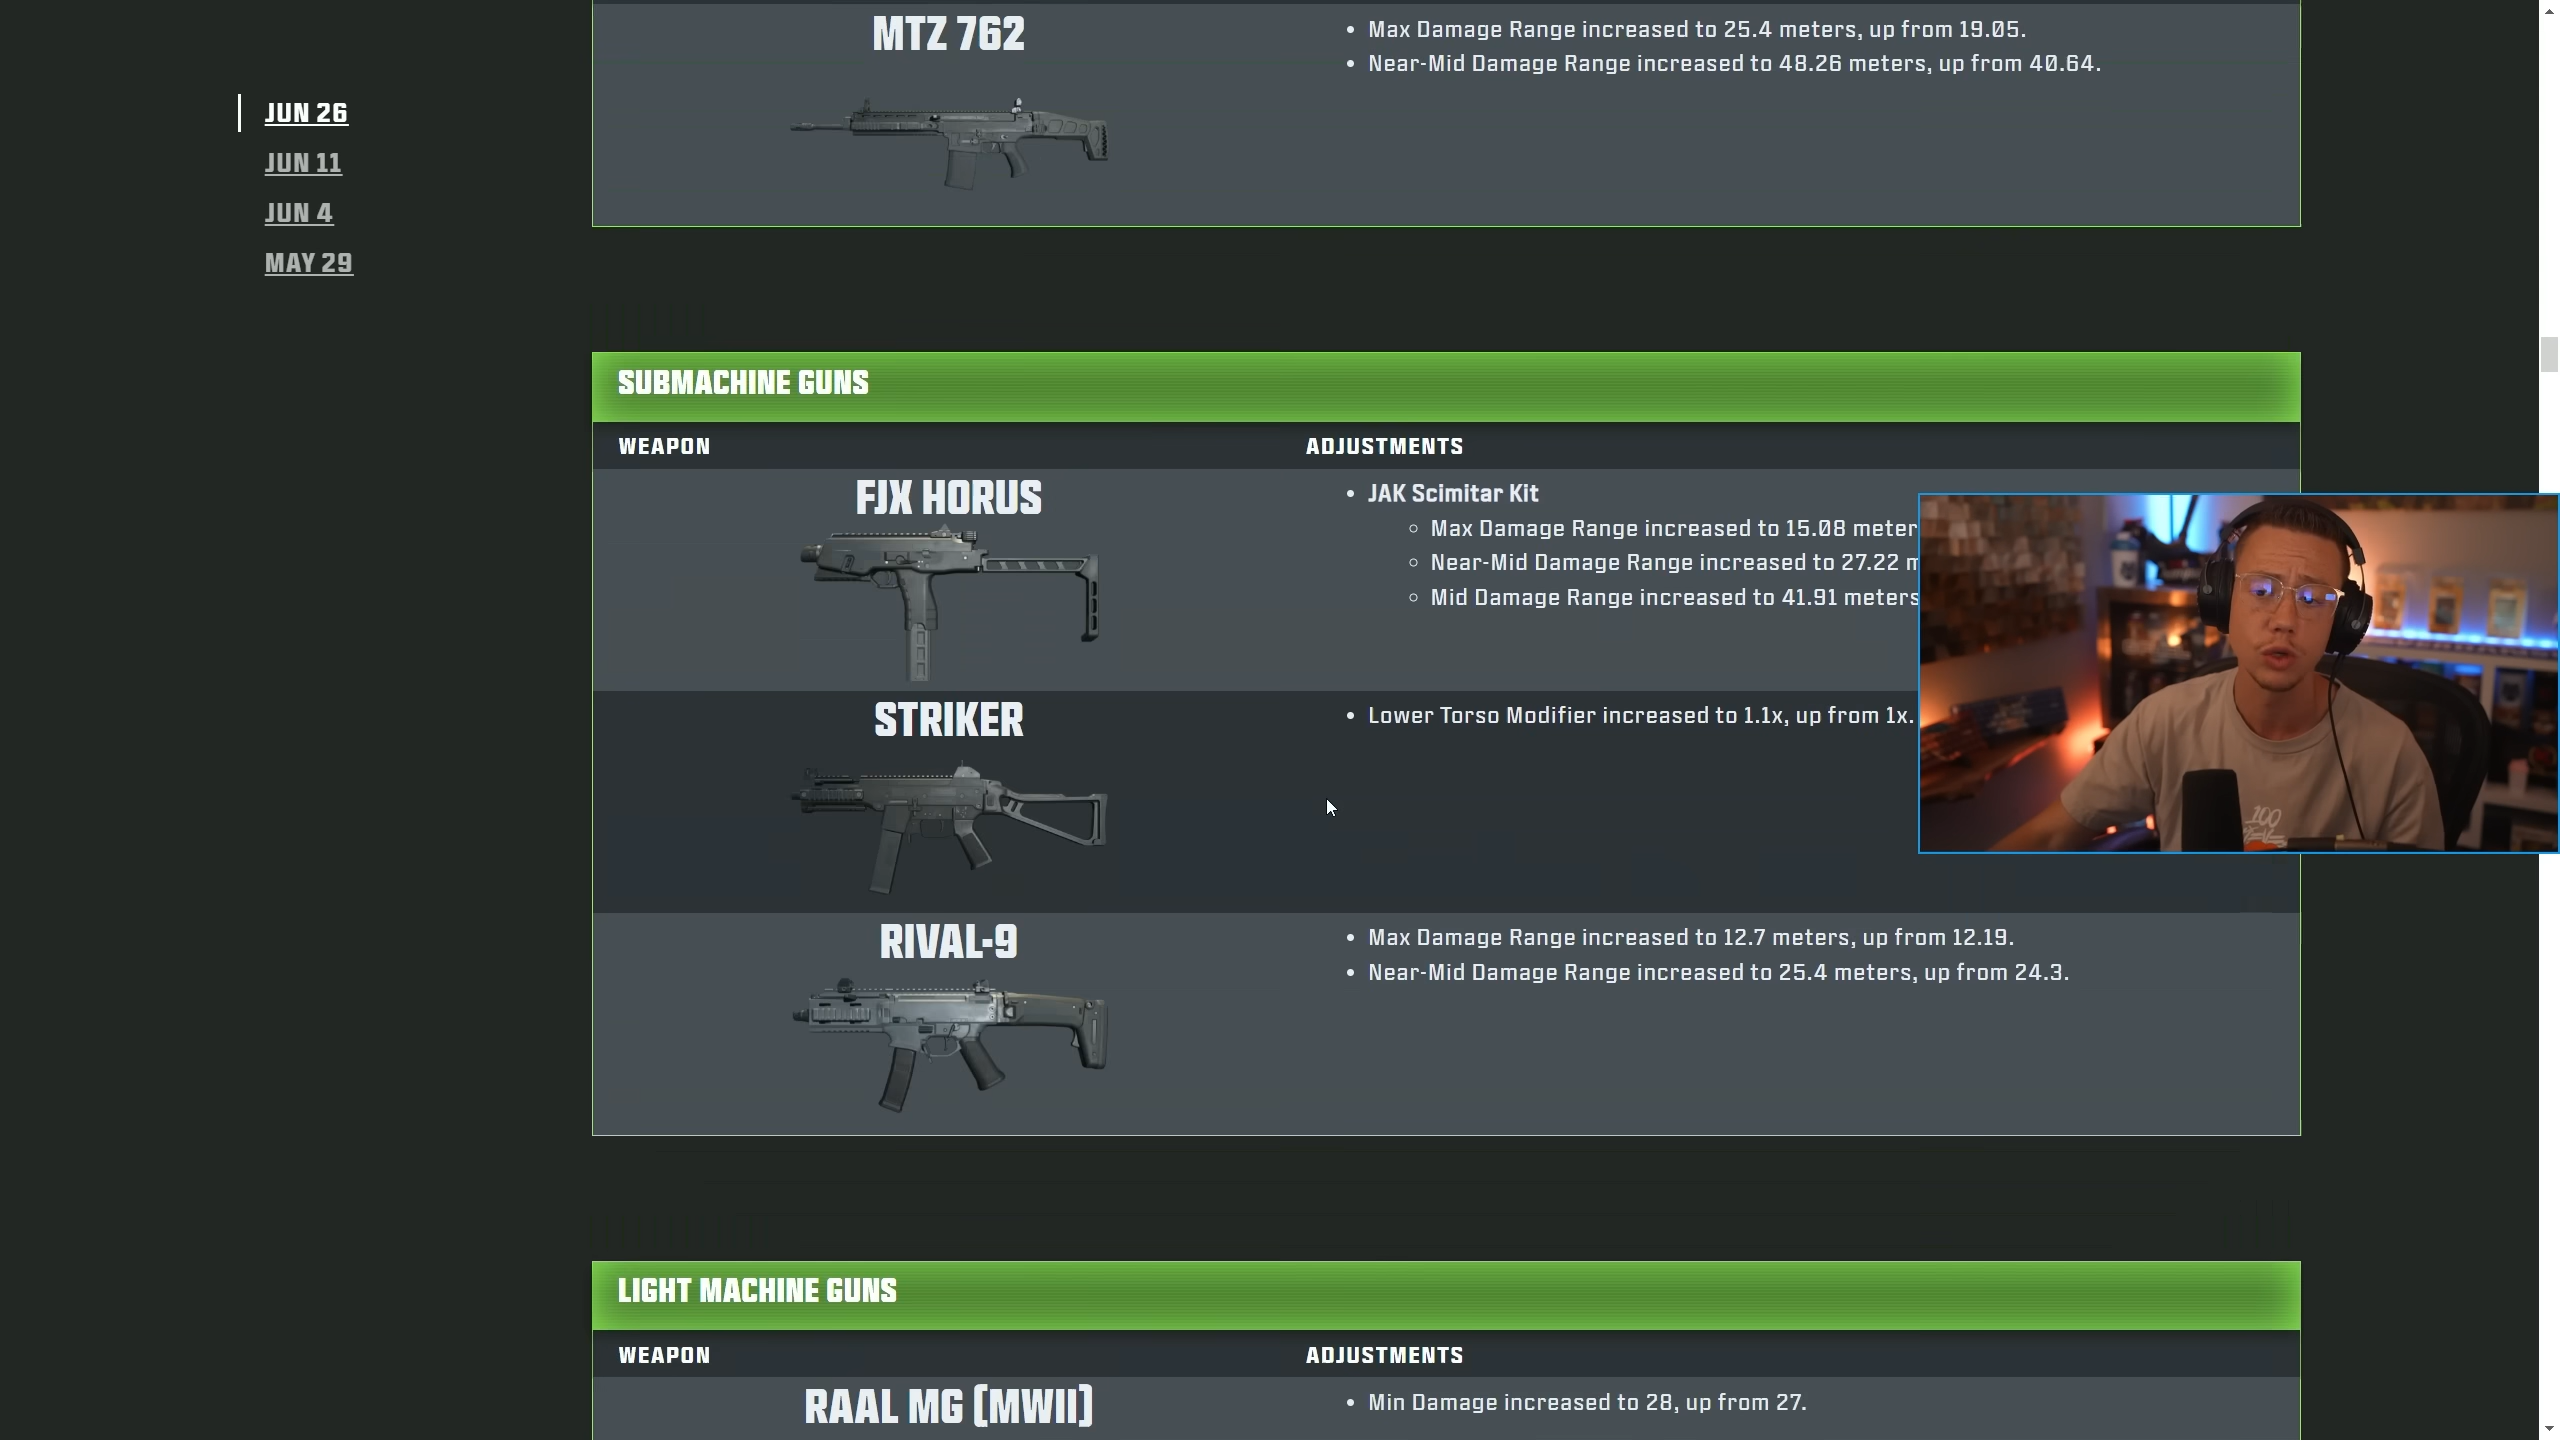 MTZ 762
• Max Damage Range increased to 25.4 meters, up from 19.05.
• Near-Mid Damage Range increased to 48.26 meters, up from 40.64.
JUN 26
JUN 11
JUN 4
MAY 29
SUBMACHINE GUNS
WEAPON ADJUSTMENTS
FJX HORUS
• JAK Scimitar Kit
◦ Max Damage Range increased to 15.08
◦ Near-Mid Damage Range increased to 27.22
◦ Mid Damage Range increased to 41.91 meters
STRIKER
• Lower Torso Modifier increased to 1.1x, up from 1x.
RIVAL-9
• Max Damage Range increased to 12.7 meters, up from 12.19.
• Near-Mid Damage Range increased to 25.4 meters, up from 24.3.
LIGHT MACHINE GUNS
WEAPON ADJUSTMENTS
RAAL MG (MWII)
• Min Damage increased to 28, up from 27.
100